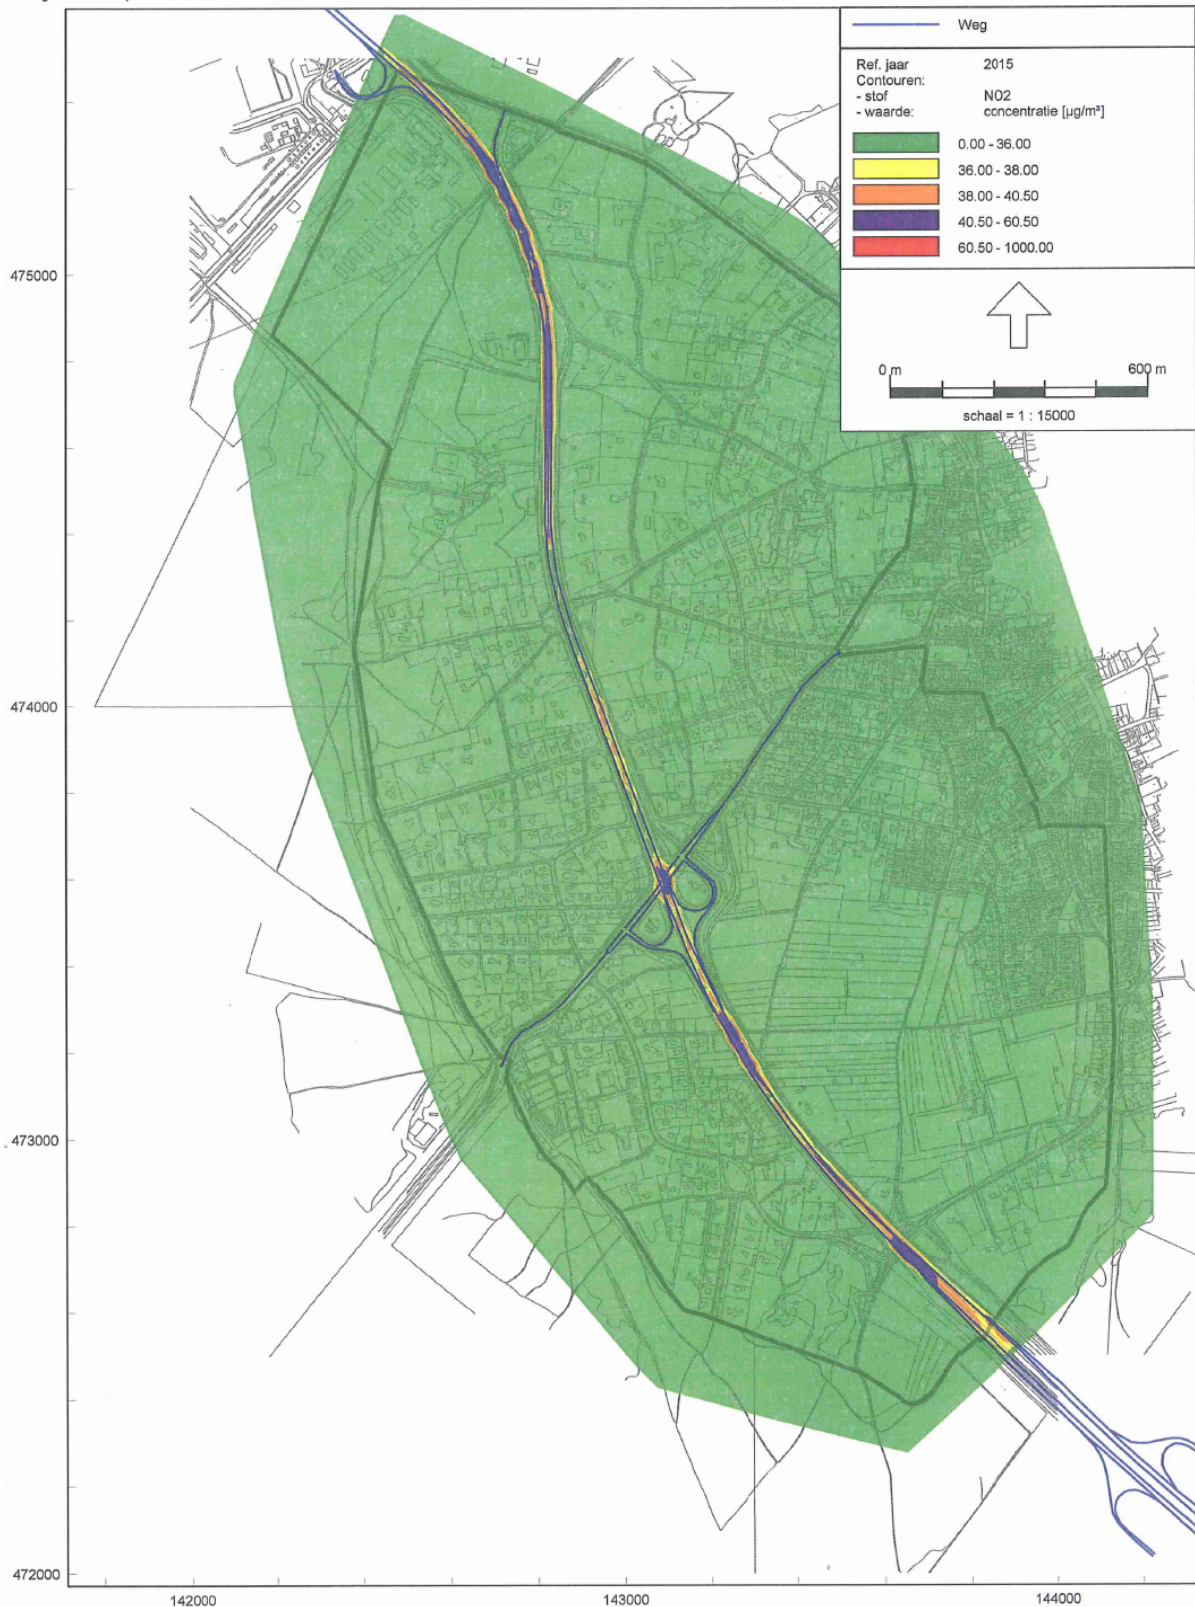 Weg
Ref. jaar 2015
Contouren:
- stof NO2
- waarde: concentratie [µg/m³]
0.00 - 36.00
36.00 - 38.00
38.00 - 40.50
40.50 - 60.50
60.50 - 1000.00
0 m 600 m
schaal = 1 : 15000
475000
474000
473000
472000
142000 143000 144000